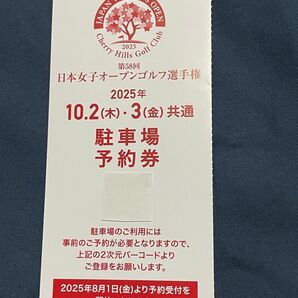 JAPAN
OPEN
2025
Cherry Hills Golf Club
第58回
日本女子オープンゴルフ選手権
2025年
10.2(木)・3(金)共通
駐車場
予約券
駐車場のご利用には
事前のご予約が必要となりますので、
上記の2次元バーコードより
ご登録をお願いします。
2025年8月1日(金)より予約受付を